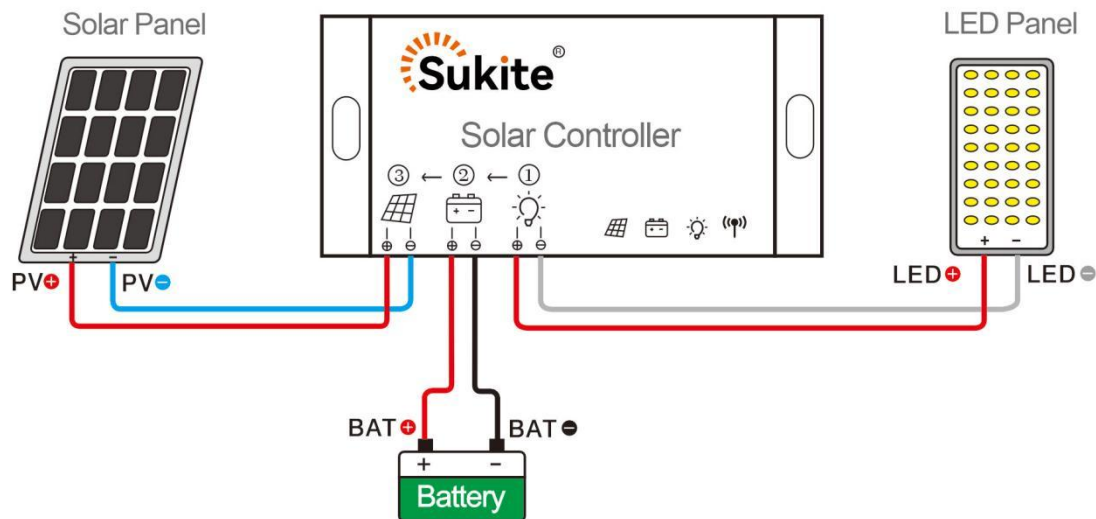 Solar Panel
LED Panel
Sukite®
Solar Controller
③ ← ② ← ①
+ -
⊕ ⊖ ⊕ ⊖ ⊕ ⊖
+ -
+ -
PV+
PV-
LED+
LED-
BAT+
BAT-
+ -
Battery